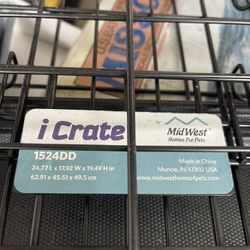 iCrate
by
MidWest®
Homes For Pets
1524DD
24.77 L x 17.92 W x 19.49 H in
62.91 x 45.51 x 49.5 cm
Made in China
Muncie, IN 47302 USA
www.midwesthomes4pets.com